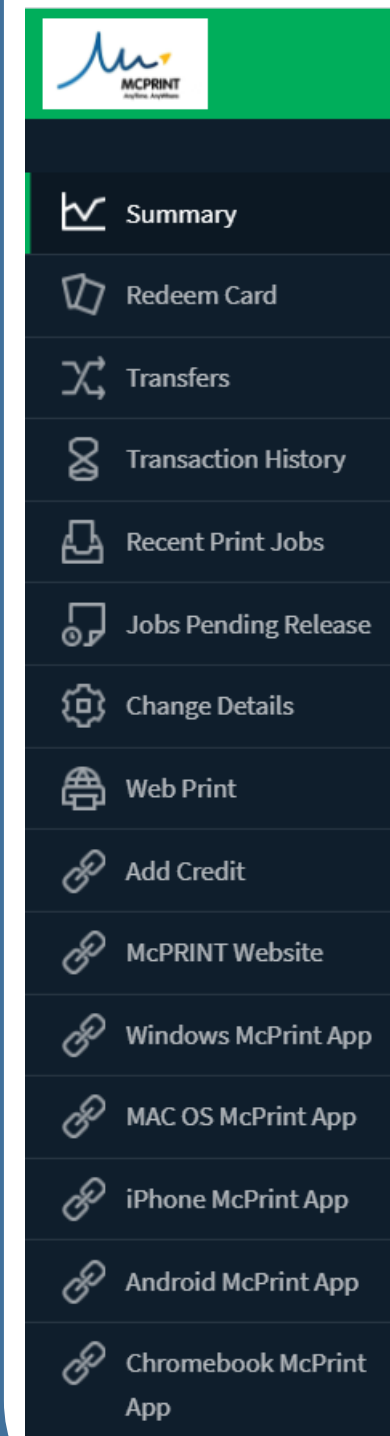 MCPRINT
AnyTime, AnyWhere
Summary
Redeem Card
Transfers
Transaction History
Recent Print Jobs
Jobs Pending Release
Change Details
Web Print
Add Credit
McPRINT Website
Windows McPrint App
MAC OS McPrint App
iPhone McPrint App
Android McPrint App
Chromebook McPrint
App